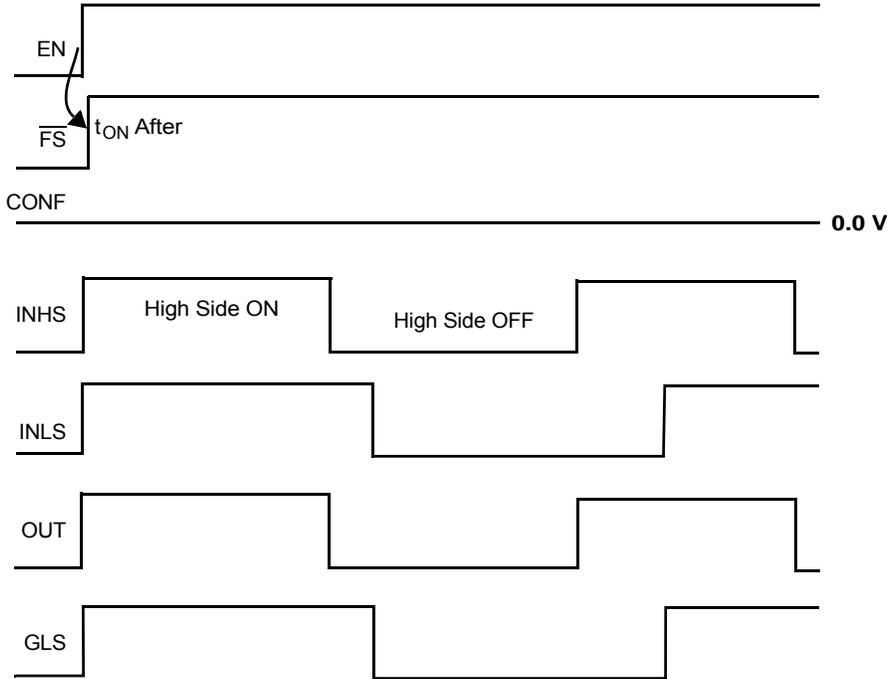 EN
FS
tON After
CONF
0.0 V
INHS
High Side ON
High Side OFF
INLS
OUT
GLS